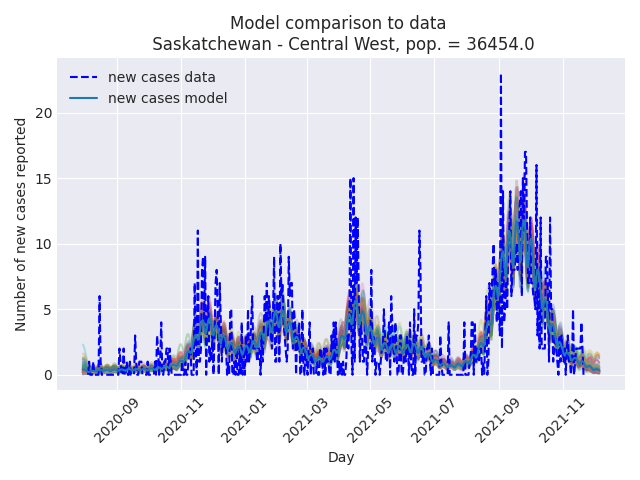 Model comparison to data
Saskatchewan - Central West, pop. = 36454.0
new cases data
new cases model
Number of new cases reported
20
15
10
5
0
2020-09
2020-11
2021-01
2021-03
2021-05
2021-07
2021-09
2021-11
Day